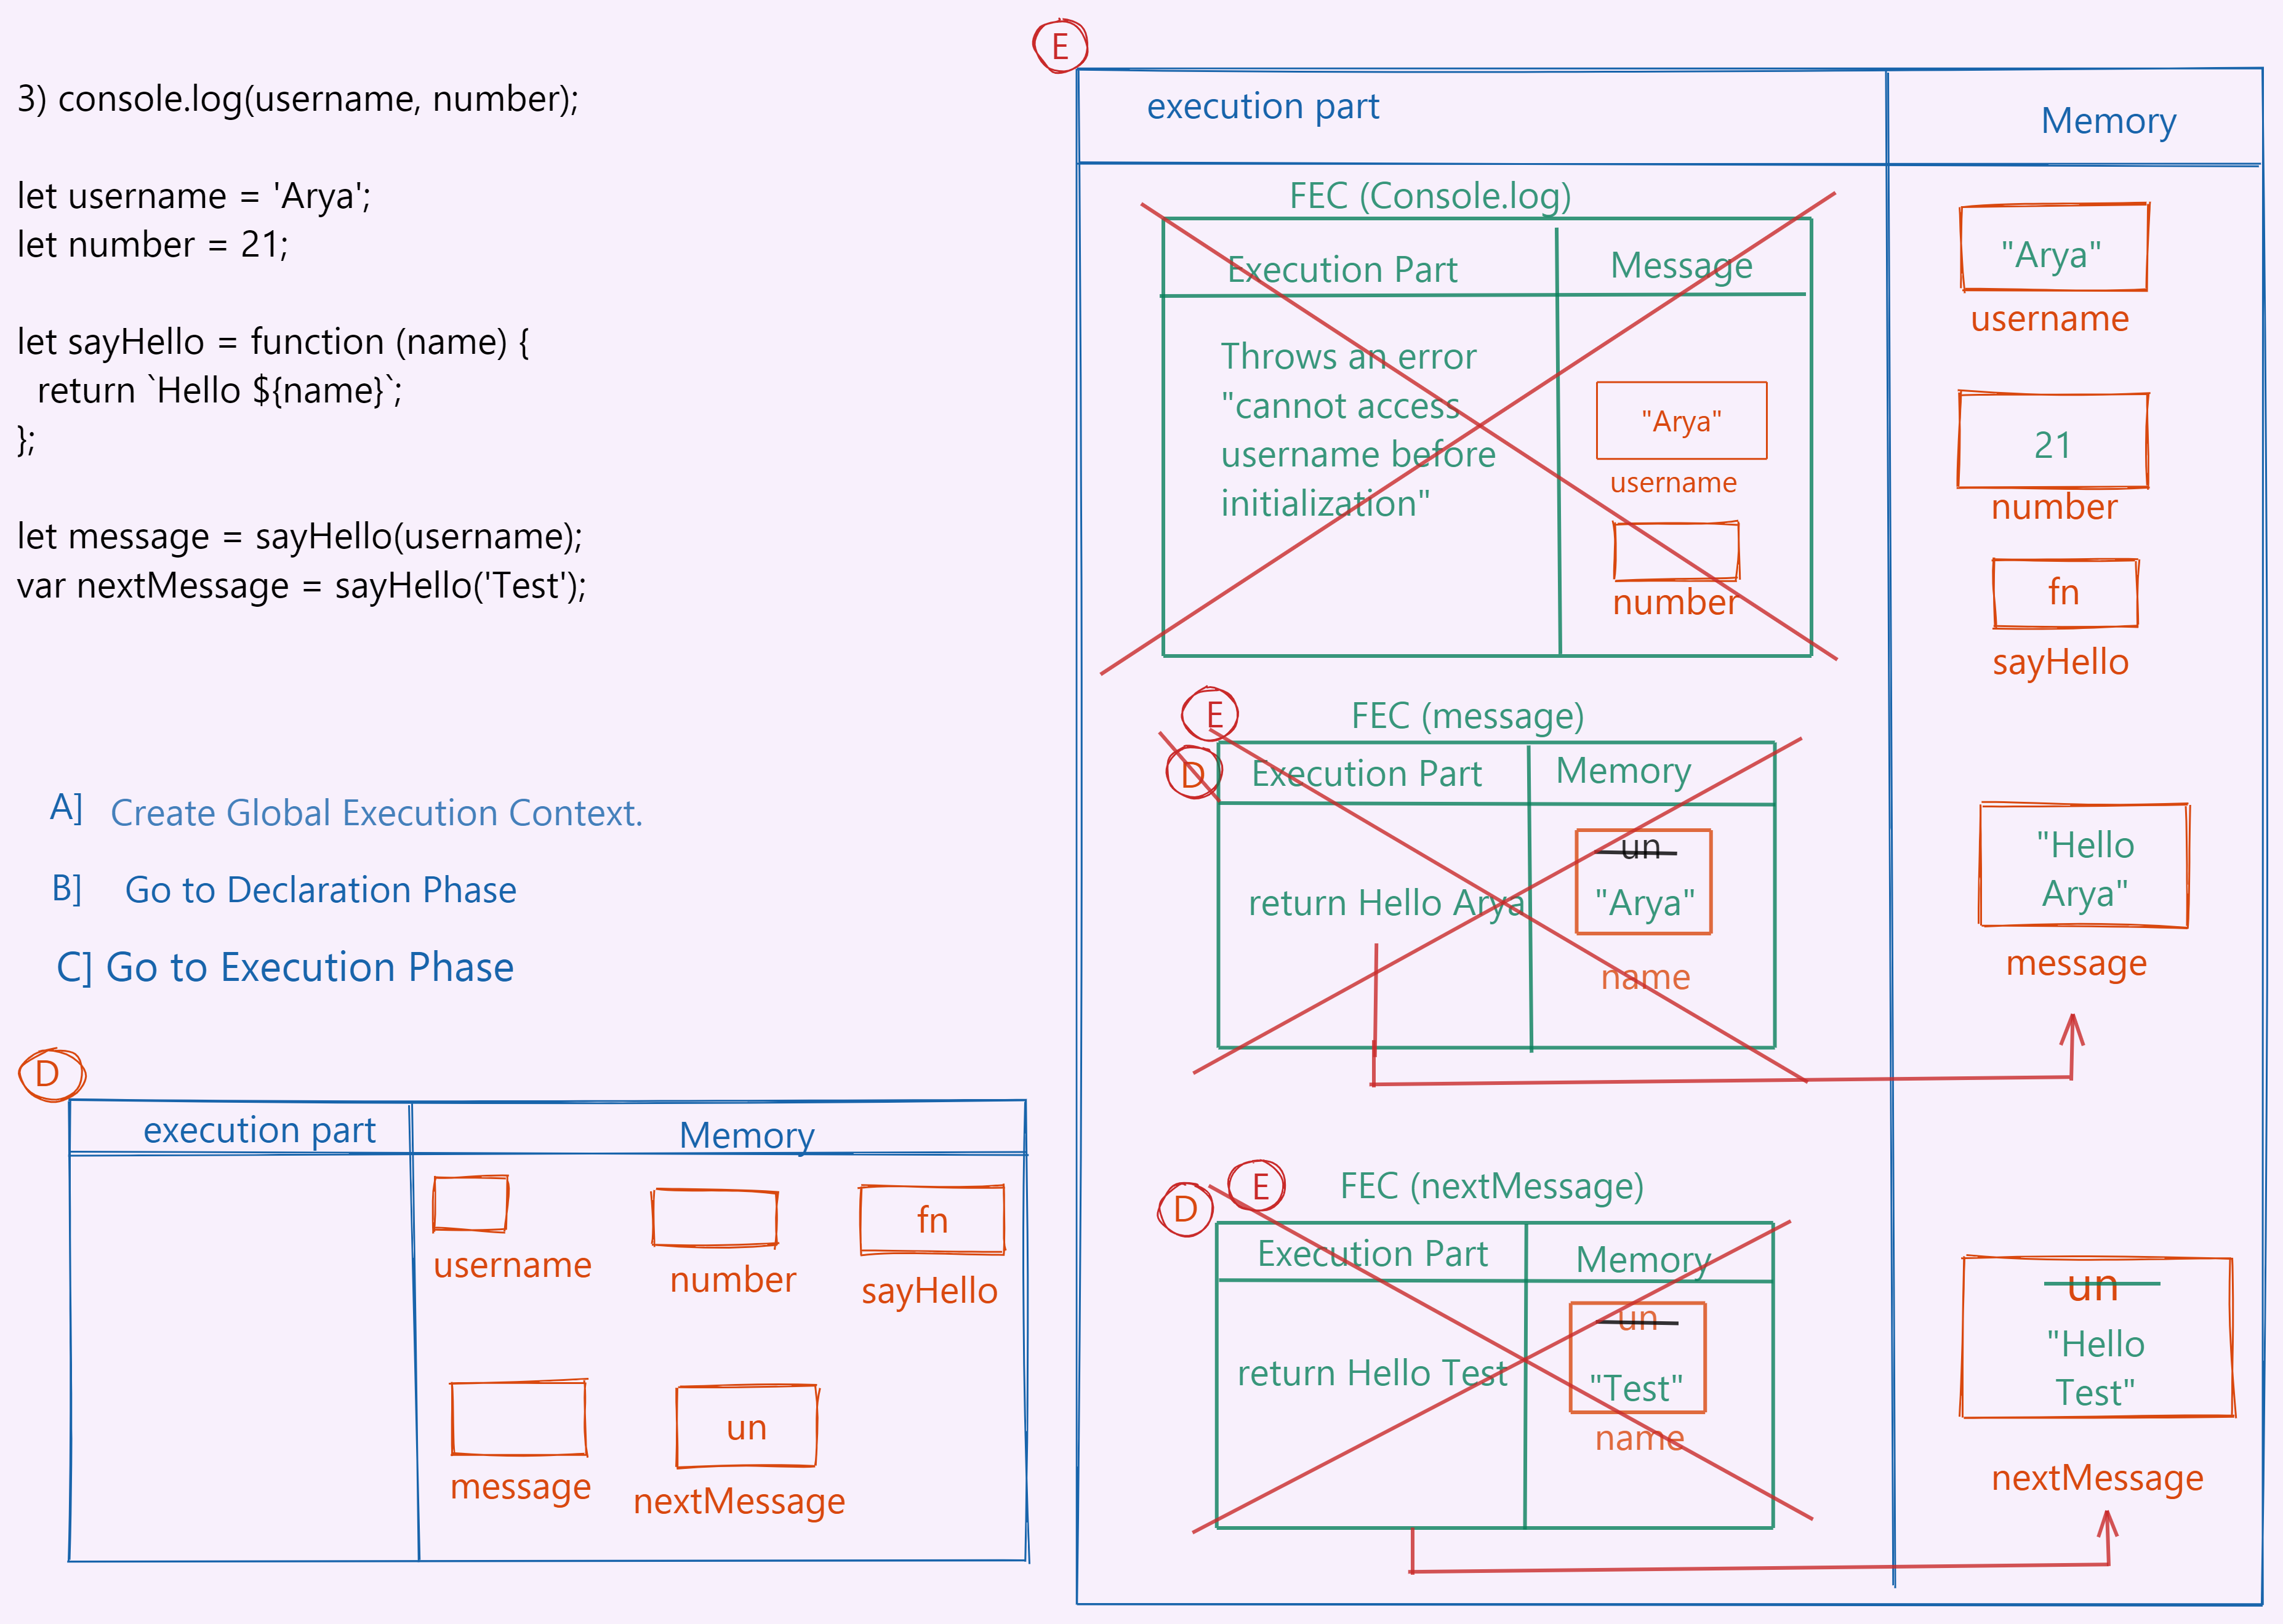 3) console.log(username, number);
let username = 'Arya';
let number = 21;
let sayHello = function (name) {
return `Hello ${name}`;
};
let message = sayHello(username);
var nextMessage = sayHello('Test');
A] Create Global Execution Context.
B] Go to Declaration Phase
C] Go to Execution Phase
D
execution part
Memory
username
number
fn
sayHello
message
un
nextMessage
E
execution part
Memory
FEC (Console.log)
Execution Part
Message
Throws an error
"cannot access
username before
initialization"
"Arya"
username
number
"Arya"
username
21
number
fn
sayHello
E
D
FEC (message)
Execution Part
Memory
return Hello Arya
un
"Arya"
name
"Hello
Arya"
message
D
E
FEC (nextMessage)
Execution Part
Memory
return Hello Test
un
"Test"
name
un
"Hello
Test"
nextMessage